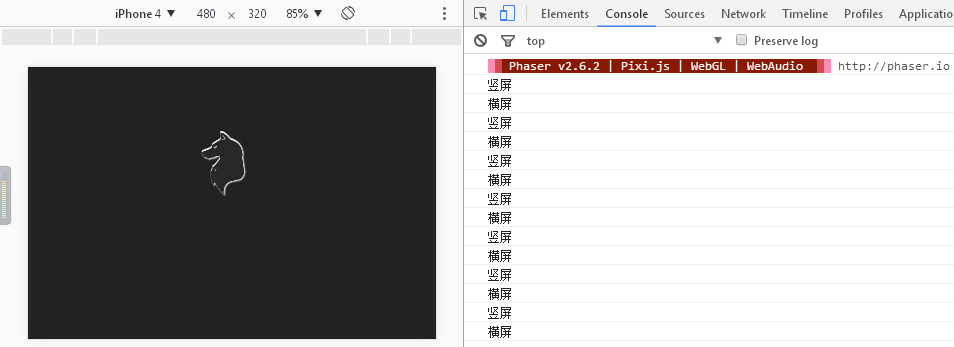 iPhone 4 ▼ 480 × 320 85% ▼
Elements Console Sources Network Timeline Profiles Applicatio
top ▼ Preserve log
Phaser v2.6.2 | Pixi.js | WebGL | WebAudio http://phaser.io
竖屏
横屏
竖屏
横屏
竖屏
横屏
竖屏
横屏
竖屏
横屏
竖屏
横屏
竖屏
横屏